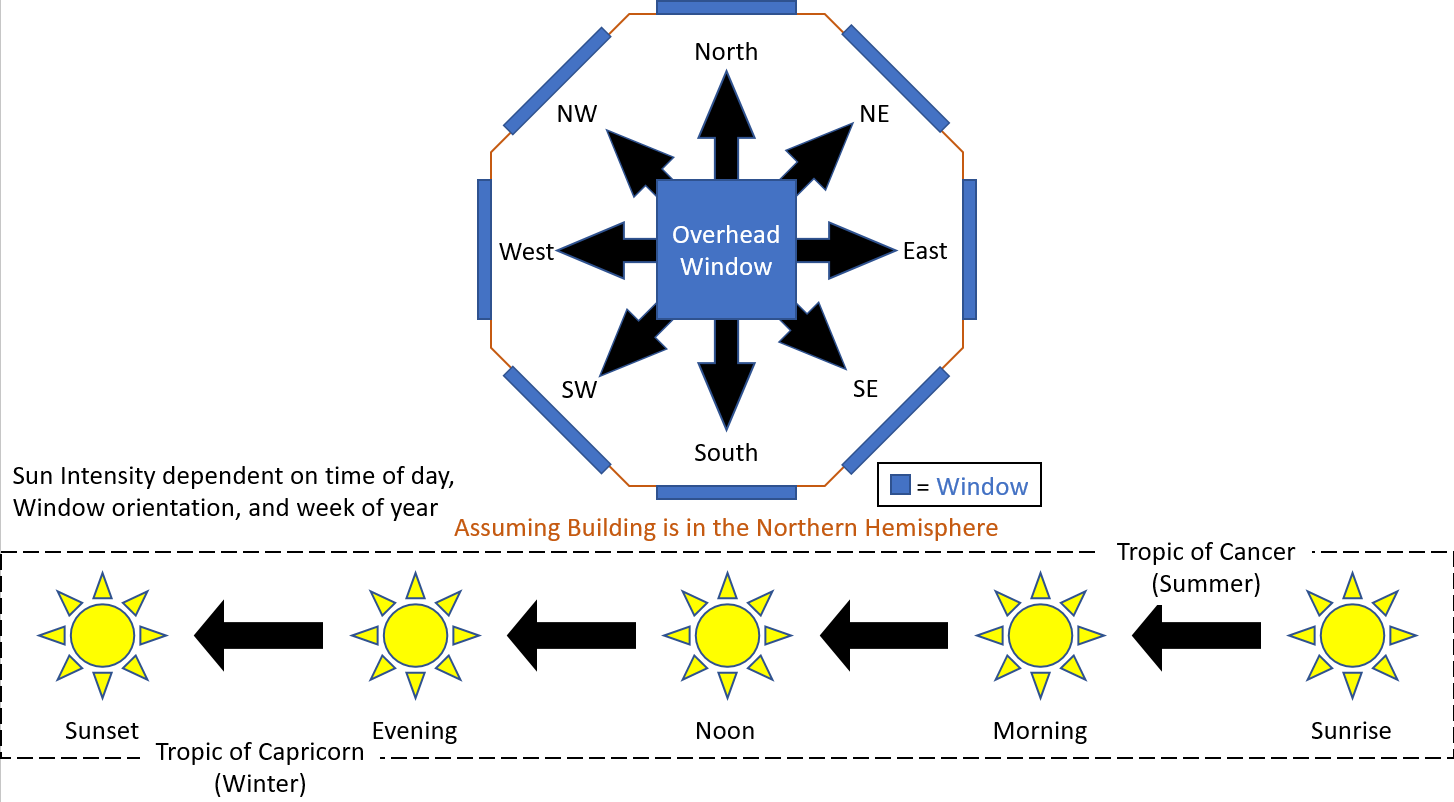 North
NW
NE
Overhead
Window
West
East
SW
SE
South
Sun Intensity dependent on time of day,
Window orientation, and week of year
= Window
Assuming Building is in the Northern Hemisphere
Tropic of Cancer
(Summer)
Sunset
Evening
Noon
Morning
Sunrise
Tropic of Capricorn
(Winter)